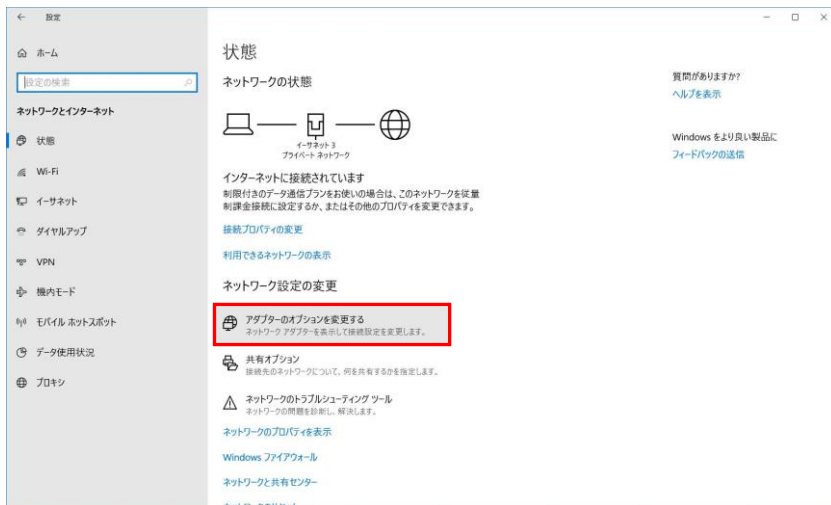 設定
ホーム
設定の検索
ネットワークとインターネット
状態
Wi-Fi
イーサネット
ダイヤルアップ
VPN
機内モード
モバイル ホットスポット
データ使用状況
プロキシ
状態
ネットワークの状態
イーサネット 3
プライベート ネットワーク
インターネットに接続されています
制限付きのデータ通信プランをお使いの場合は、このネットワークを従量
制課金接続に設定するか、またはその他のプロパティを変更できます。
接続プロパティの変更
利用できるネットワークの表示
ネットワーク設定の変更
アダプターのオプションを変更する
ネットワーク アダプターを表示して接続設定を変更します。
共有オプション
接続先のネットワークについて、何を共有するかを指定します。
ネットワークのトラブルシューティング ツール
ネットワークの問題を診断し、解決します。
ネットワークのプロパティを表示
Windows ファイアウォール
ネットワークと共有センター
質問がありますか?
ヘルプを表示
Windows をより良い製品に
フィードバックの送信